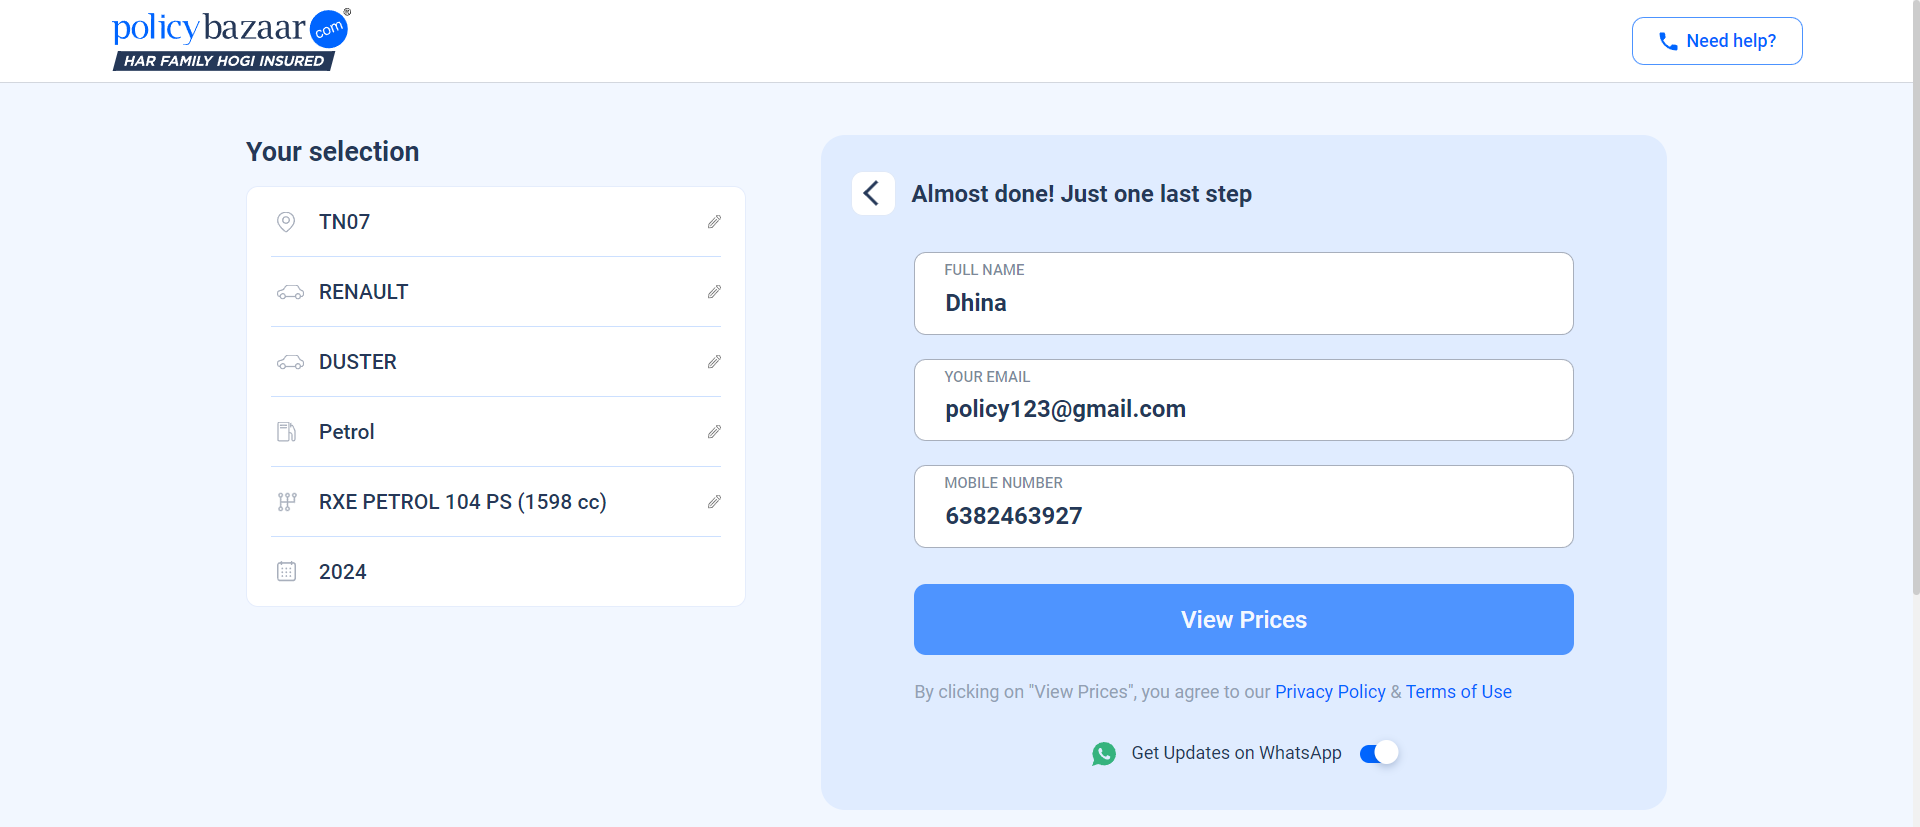 policybazaar.com®
HAR FAMILY HOGI INSURED
Need help?
Your selection
TN07
RENAULT
DUSTER
Petrol
RXE PETROL 104 PS (1598 cc)
2024
Almost done! Just one last step
FULL NAME
Dhina
YOUR EMAIL
policy123@gmail.com
MOBILE NUMBER
6382463927
View Prices
By clicking on "View Prices", you agree to our Privacy Policy & Terms of Use
Get Updates on WhatsApp